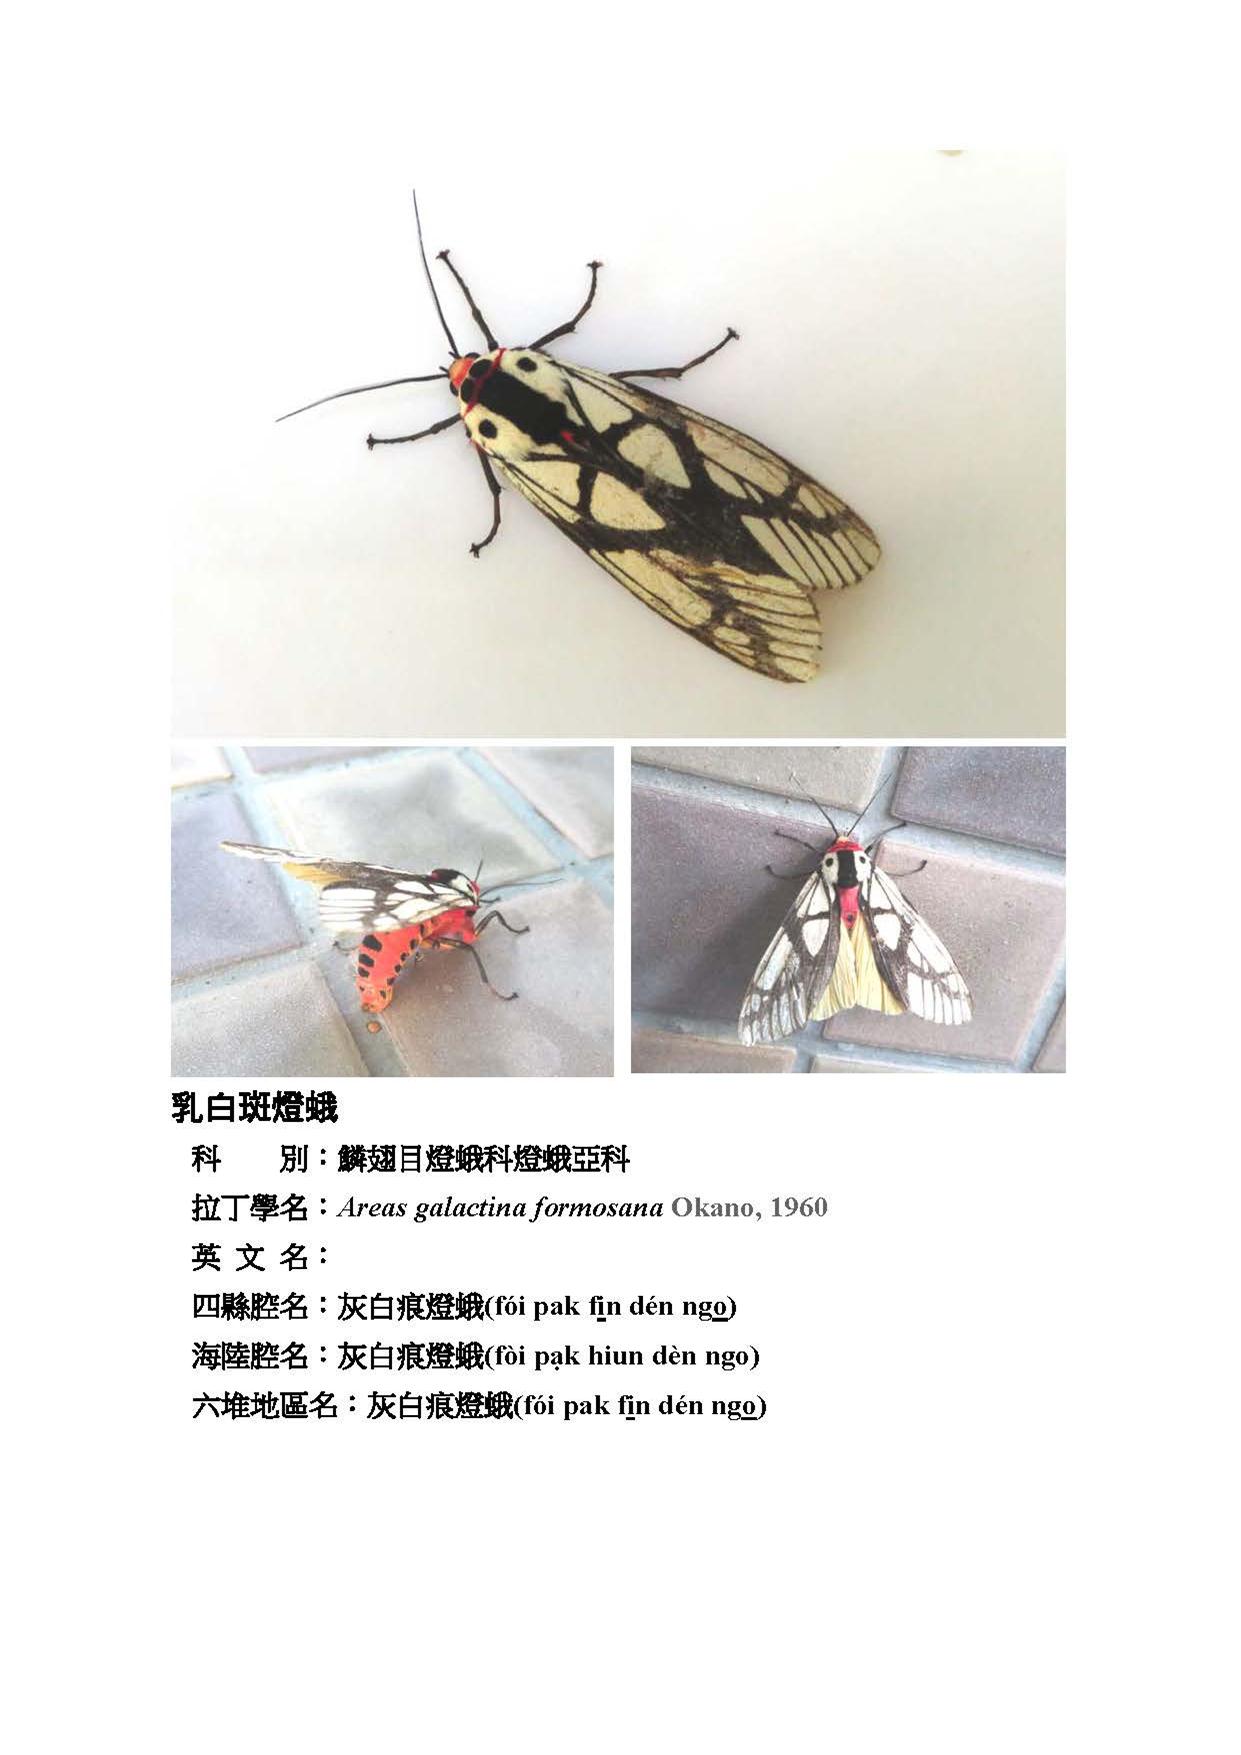 乳白斑燈蛾
科　　別：鱗翅目燈蛾科燈蛾亞科
拉丁學名：Areas galactina formosana Okano, 1960
英 文 名：
四縣腔名：灰白痕燈蛾(fói pak fi̲n dén ngo̲)
海陸腔名：灰白痕燈蛾(fòi pạk hiun dèn ngo)
六堆地區名：灰白痕燈蛾(fói pak fi̲n dén ngo̲)